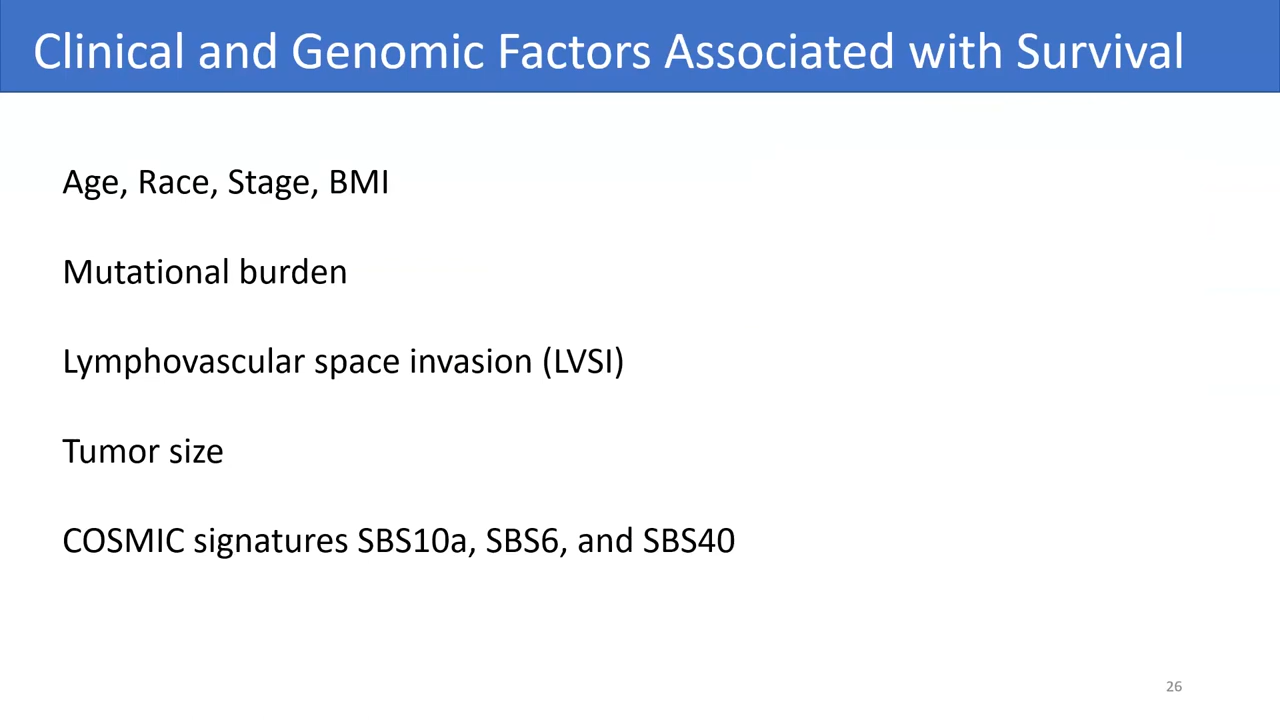 Clinical and Genomic Factors Associated with Survival
Age, Race, Stage, BMI
Mutational burden
Lymphovascular space invasion (LVSI)
Tumor size
COSMIC signatures SBS10a, SBS6, and SBS40
26